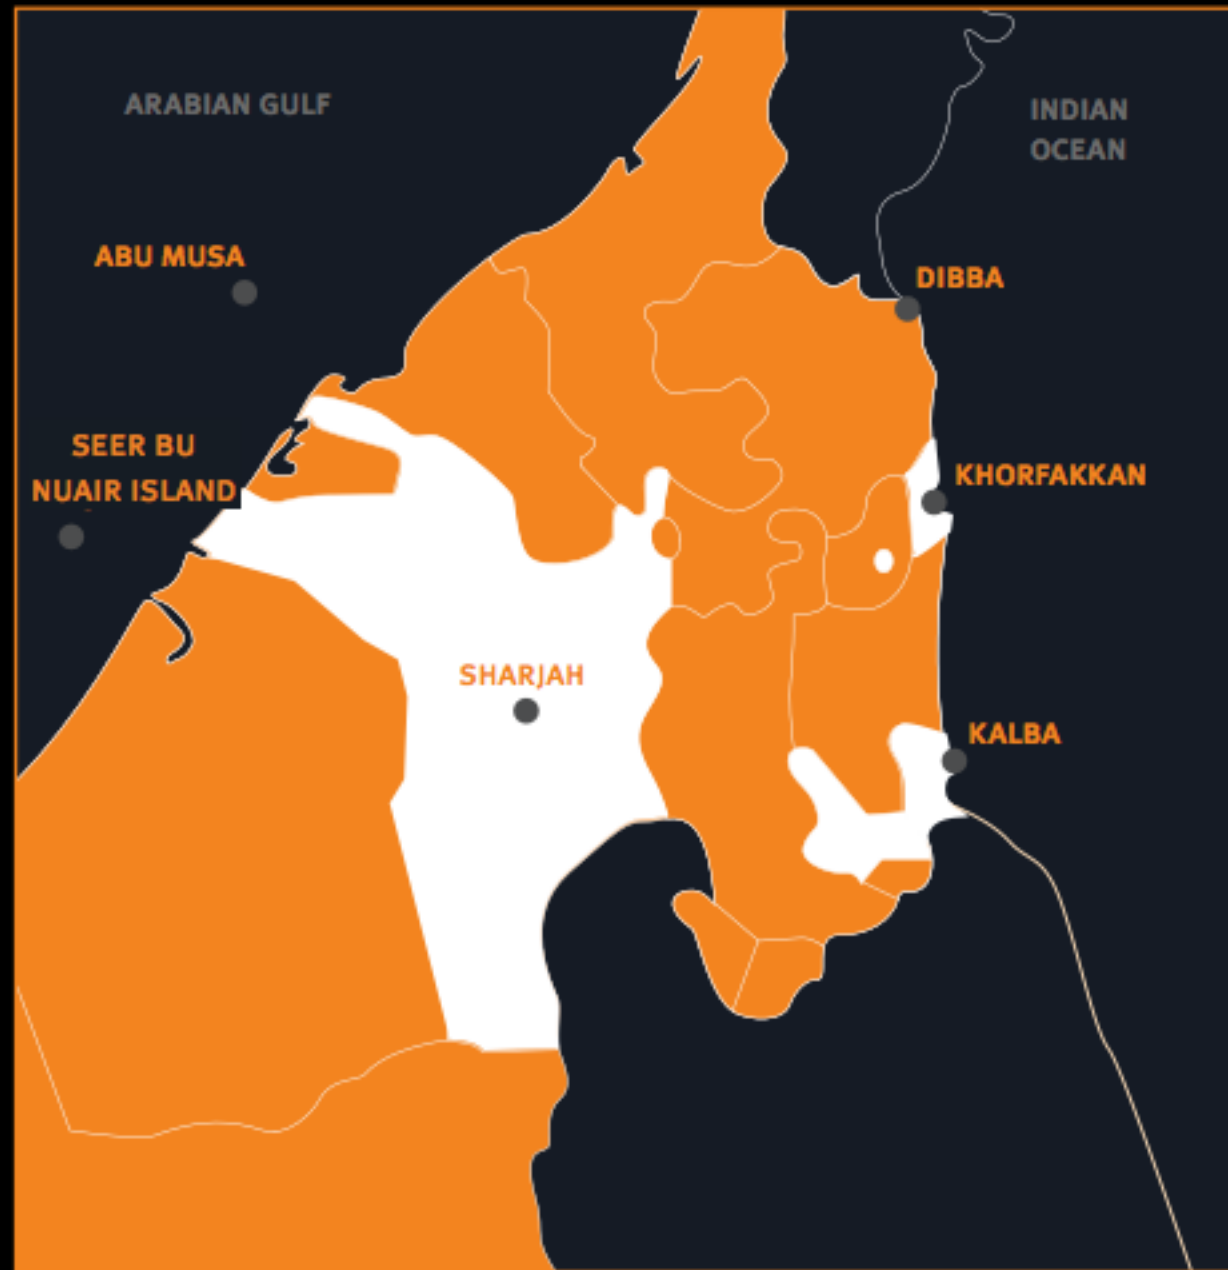 ARABIAN GULF
INDIAN
OCEAN
ABU MUSA
DIBBA
SEER BU
NUAIR ISLAND
KHORFAKKAN
SHARJAH
KALBA